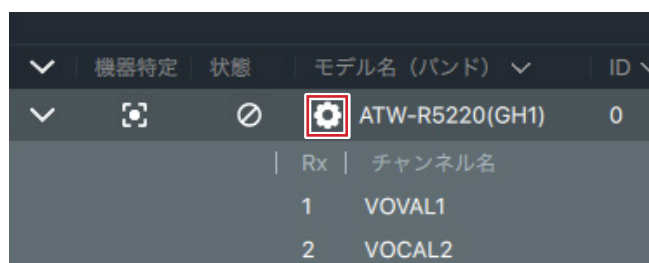 機器特定 状態 モデル名（バンド） ID
ATW-R5220(GH1) 0
Rx チャンネル名
1 VOVAL1
2 VOCAL2